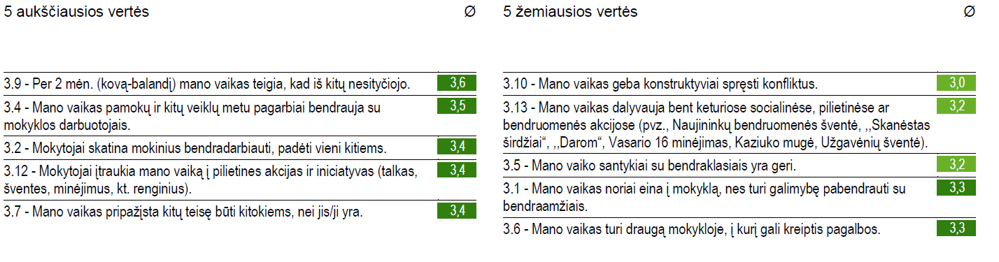 5 aukščiausios vertės Ø
3.9 - Per 2 mėn. (kovą-balandį) mano vaikas teigia, kad iš kitų nesityčiojo. 3,6
3.4 - Mano vaikas pamokų ir kitų veiklų metu pagarbiai bendrauja su 3,5
mokyklos darbuotojais.
3.2 - Mokytojai skatina mokinius bendradarbiauti, padėti vieni kitiems. 3,4
3.12 - Mokytojai įtraukia mano vaiką į pilietines akcijas ir iniciatyvas (talkas, 3,4
šventes, minėjimus, kt. renginius).
3.7 - Mano vaikas pripažįsta kitų teisę būti kitokiems, nei jis/ji yra. 3,4
5 žemiausios vertės Ø
3.10 - Mano vaikas geba konstruktyviai spręsti konfliktus. 3,0
3.13 - Mano vaikas dalyvauja bent keturiose socialinėse, pilietinėse ar 3,2
bendruomenės akcijose (pvz., Naujininkų bendruomenės šventė, ,,Skanėstas
širdžiai“, ,,Darom“, Vasario 16 minėjimas, Kaziuko mugė, Užgavėnių šventė).
3.5 - Mano vaiko santykiai su bendraklasiais yra geri. 3,2
3.1 - Mano vaikas noriai eina į mokyklą, nes turi galimybę pabendrauti su 3,3
bendraamžiais.
3.6 - Mano vaikas turi draugą mokykloje, į kurį gali kreiptis pagalbos. 3,3